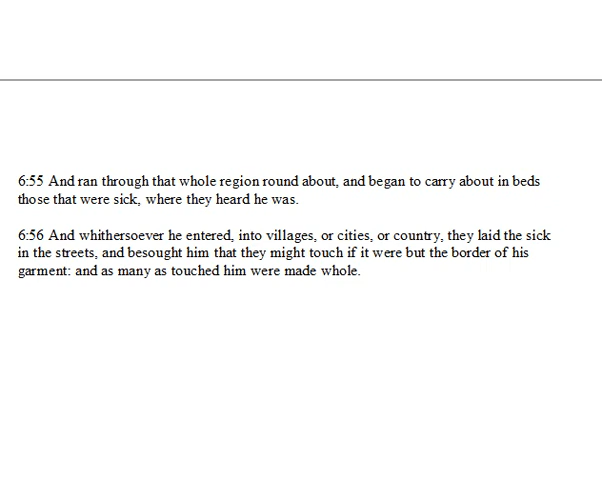 6:55 And ran through that whole region round about, and began to carry about in beds
those that were sick, where they heard he was.
6:56 And whithersoever he entered, into villages, or cities, or country, they laid the sick
in the streets, and besought him that they might touch if it were but the border of his
garment: and as many as touched him were made whole.